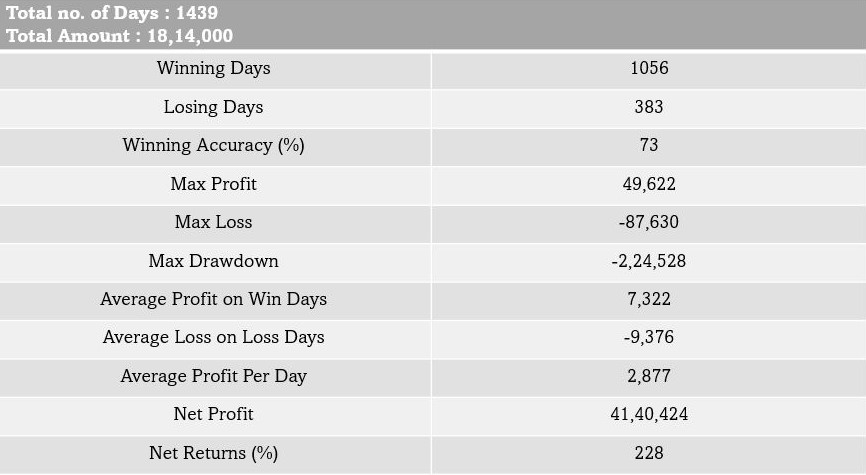 Total no. of Days : 1439
Total Amount : 18,14,000
Winning Days 1056
Losing Days 383
Winning Accuracy (%) 73
Max Profit 49,622
Max Loss -87,630
Max Drawdown -2,24,528
Average Profit on Win Days 7,322
Average Loss on Loss Days -9,376
Average Profit Per Day 2,877
Net Profit 41,40,424
Net Returns (%) 228